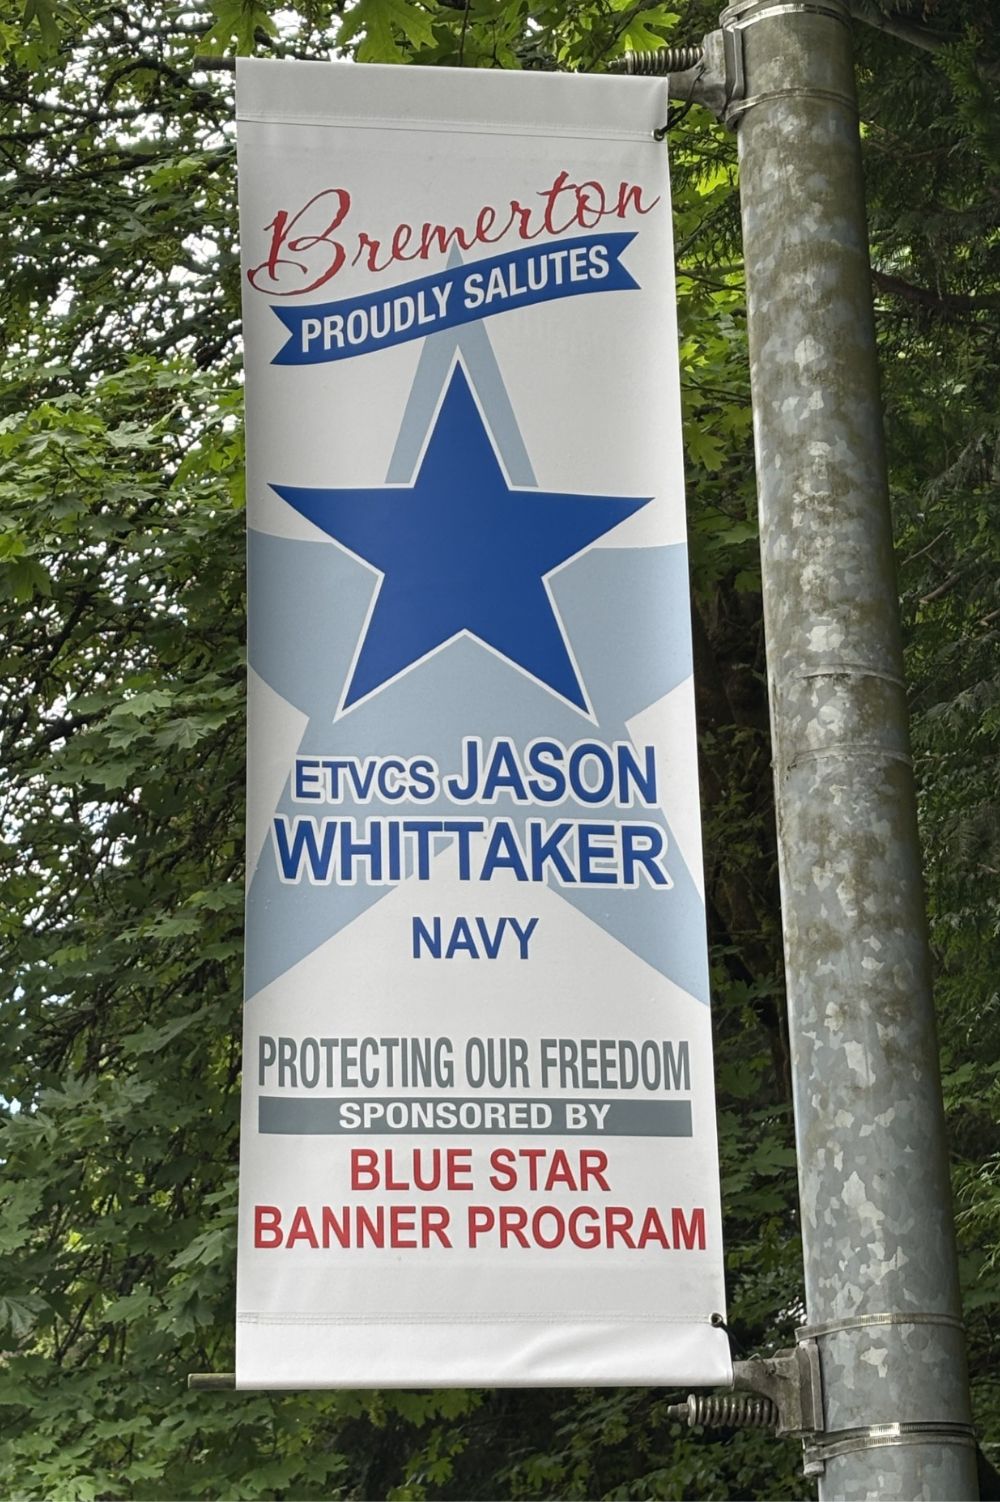 Bremerton
PROUDLY SALUTES
ETVCS JASON
WHITTAKER
NAVY
PROTECTING OUR FREEDOM
SPONSORED BY
BLUE STAR
BANNER PROGRAM